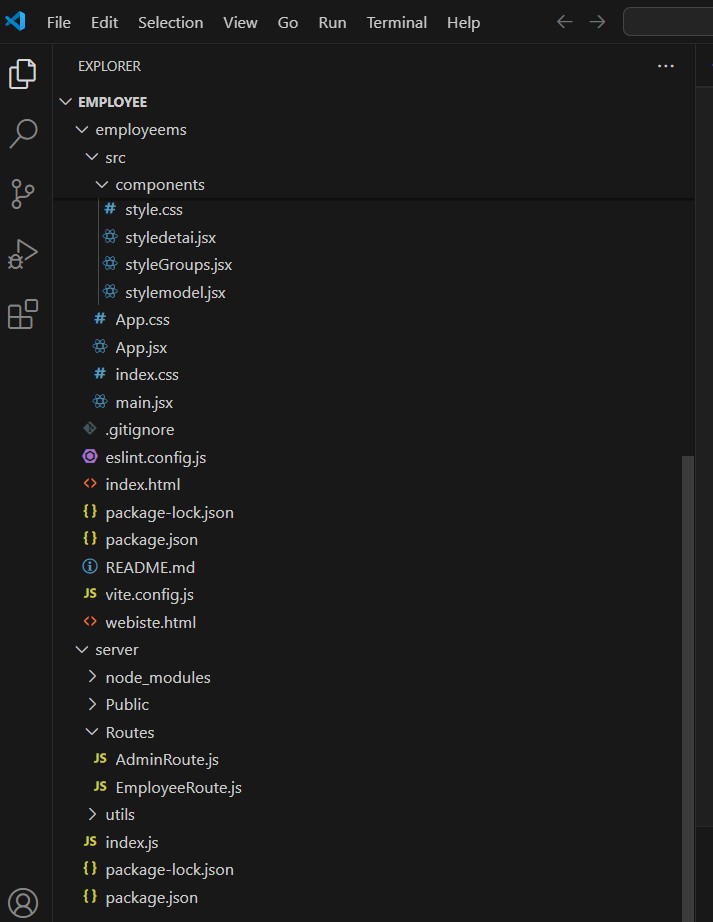 File Edit Selection View Go Run Terminal Help
EXPLORER
EMPLOYEE
employeems
src
components
# style.css
styledetai.jsx
styleGroups.jsx
stylemodel.jsx
# App.css
App.jsx
# index.css
main.jsx
.gitignore
eslint.config.js
<> index.html
{} package-lock.json
{} package.json
README.md
JS vite.config.js
<> webiste.html
server
node_modules
Public
Routes
JS AdminRoute.js
JS EmployeeRoute.js
utils
JS index.js
{} package-lock.json
{} package.json